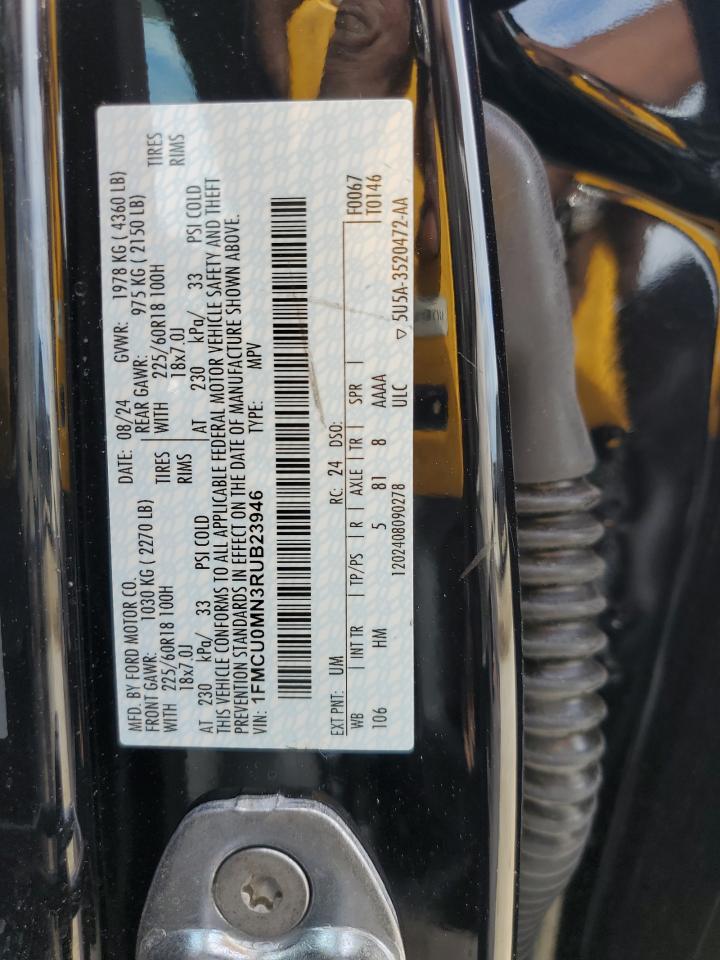 MFD. BY FORD MOTOR CO. DATE: 08/24 GVWR: 1978 KG ( 4360 LB)
FRONT GAWR: 1030 KG ( 2270 LB) REAR GAWR: 975 KG ( 2150 LB)
WITH 225/60R18 100H TIRES WITH 225/60R18 100H TIRES
18x7.0J RIMS 18x7.0J RIMS
AT 230 kPa/ 33 PSI COLD AT 230 kPa/ 33 PSI COLD
THIS VEHICLE CONFORMS TO ALL APPLICABLE FEDERAL MOTOR VEHICLE SAFETY AND THEFT
PREVENTION STANDARDS IN EFFECT ON THE DATE OF MANUFACTURE SHOWN ABOVE.
VIN: 1FMCU0MN3RUB23946 TYPE: MPV
EXT PNT: UM RC: 24 DSO: F0067
WB INT TR TP/PS R AXLE TR SPR T0146
106 HM 5 81 8 AAAA
1202408090278 ULC ▽ 5U5A-3520472-AA